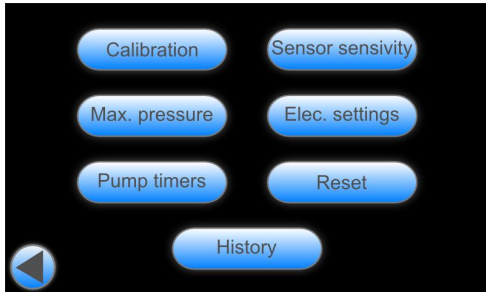 Calibration
Sensor sensivity
Max. pressure
Elec. settings
Pump timers
Reset
History